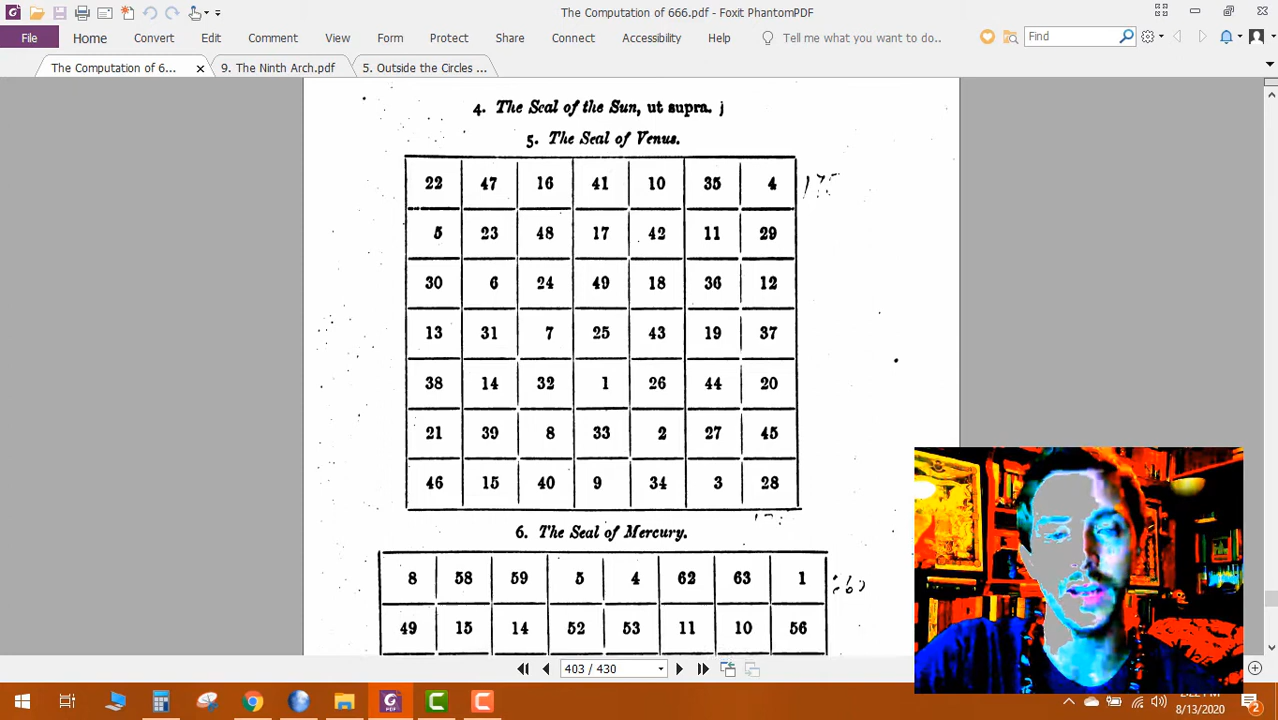 The Computation of 666.pdf - Foxit PhantomPDF
File Home Convert Edit Comment View Form Protect Share Connect Accessibility Help Tell me what you want to do.. Find
The Computation of 6... × 9. The Ninth Arch.pdf 5. Outside the Circles ...
4. The Seal of the Sun, ut supra.
5. The Seal of Venus.
22 47 16 41 10 35 4
5 23 48 17 42 11 29
30 6 24 49 18 36 12
13 31 7 25 43 19 37
38 14 32 1 26 44 20
21 39 8 33 2 27 45
46 15 40 9 34 3 28
6. The Seal of Mercury.
8 58 59 5 4 62 63 1
49 15 14 52 53 11 10 56
403 / 430
8/13/2020
2